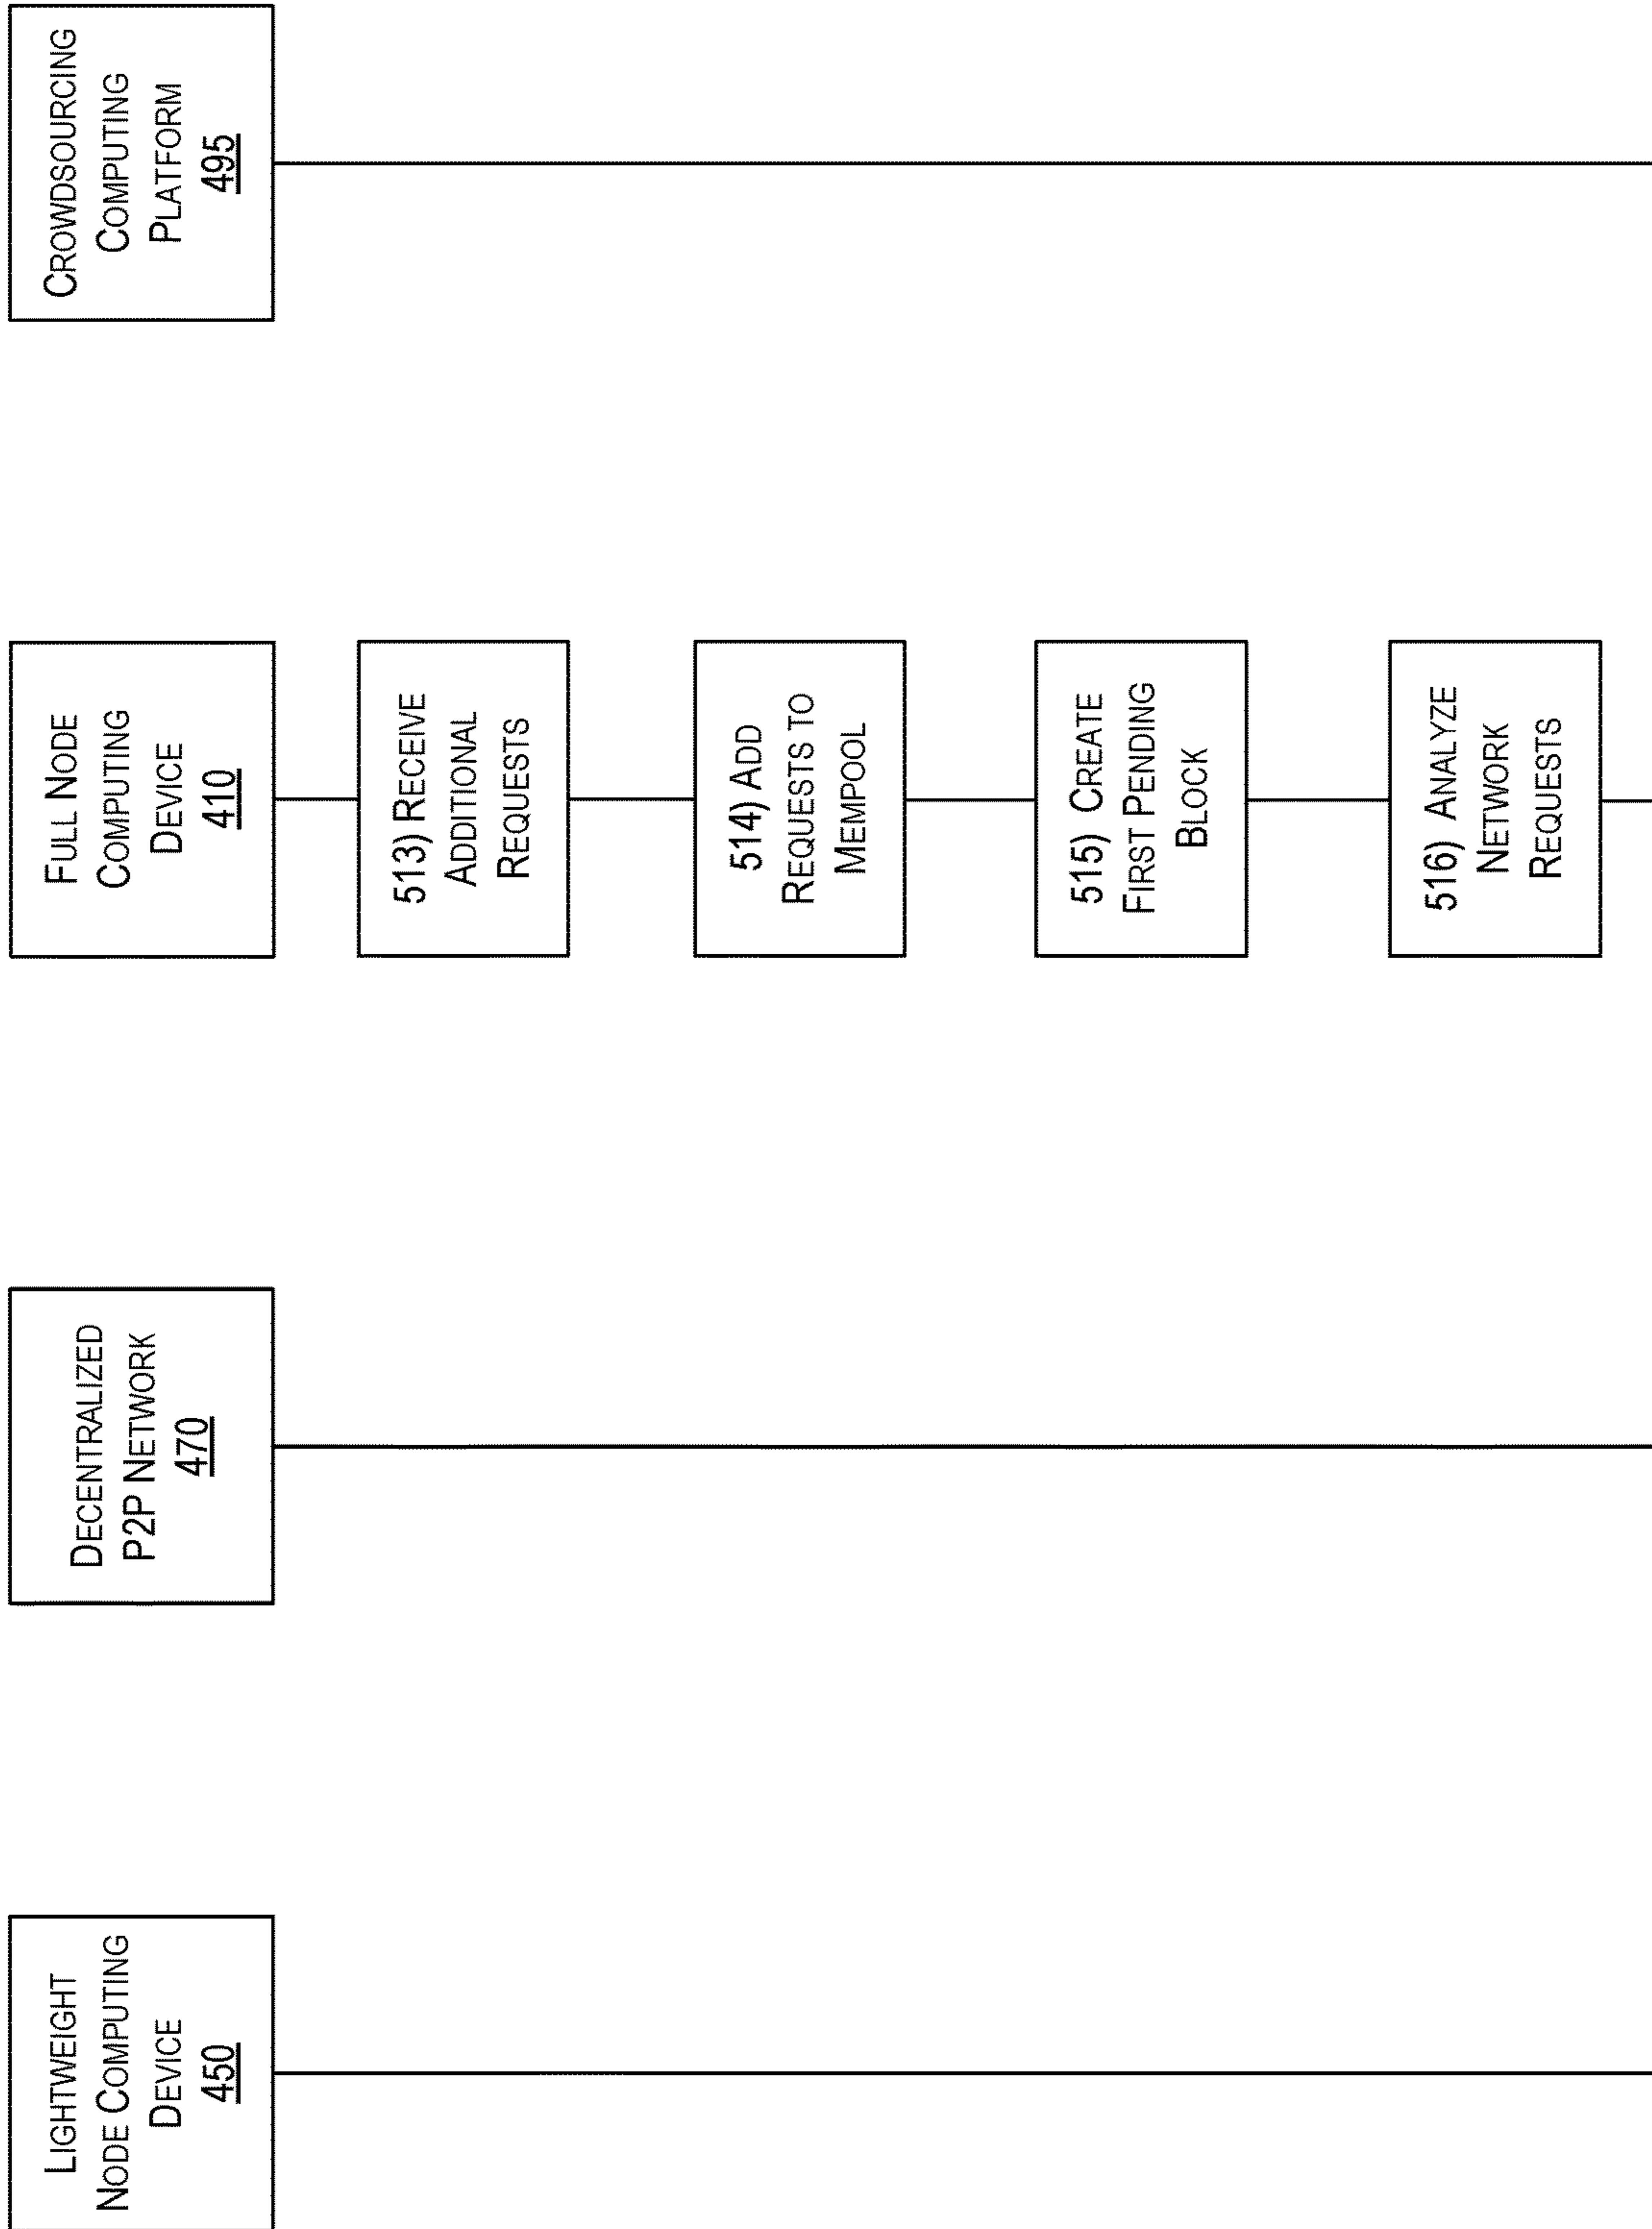 LIGHTWEIGHT
NODE COMPUTING
DEVICE
450
DECENTRALIZED
P2P NETWORK
470
FULL NODE
COMPUTING
DEVICE
410
CROWDSOURCING
COMPUTING
PLATFORM
495
513) RECEIVE
ADDITIONAL
REQUESTS
514) ADD
REQUESTS TO
MEMPOOL
515) CREATE
FIRST PENDING
BLOCK
516) ANALYZE
NETWORK
REQUESTS